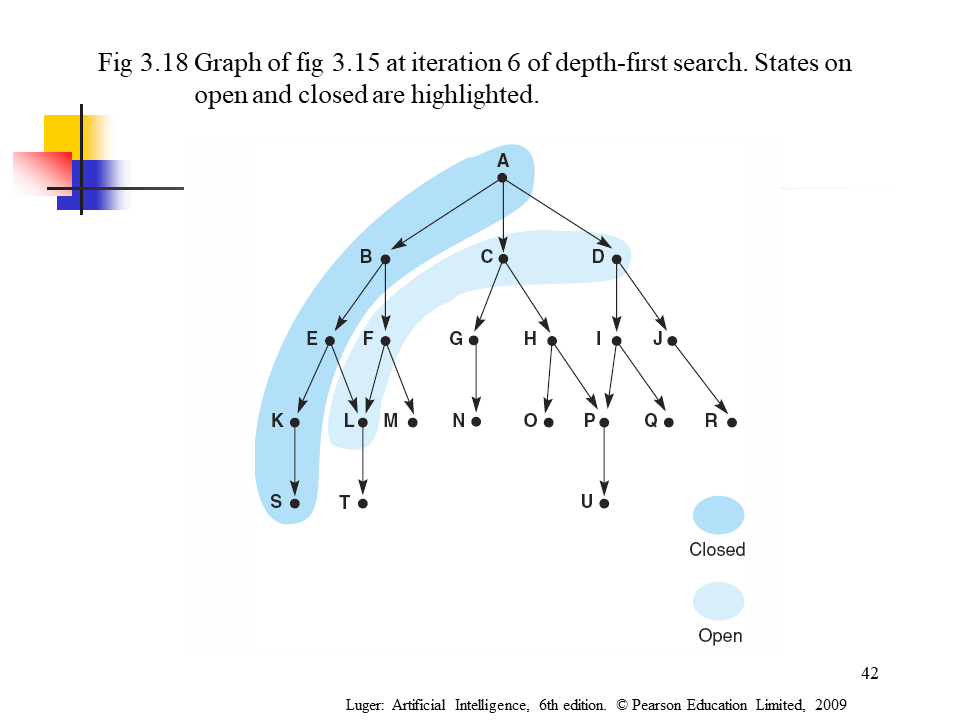 Fig 3.18 Graph of fig 3.15 at iteration 6 of depth-first search. States on
open and closed are highlighted.
A
B C D
E F G H I J
K L M N O P Q R
S T U
Closed
Open
42
Luger: Artificial Intelligence, 6th edition. © Pearson Education Limited, 2009